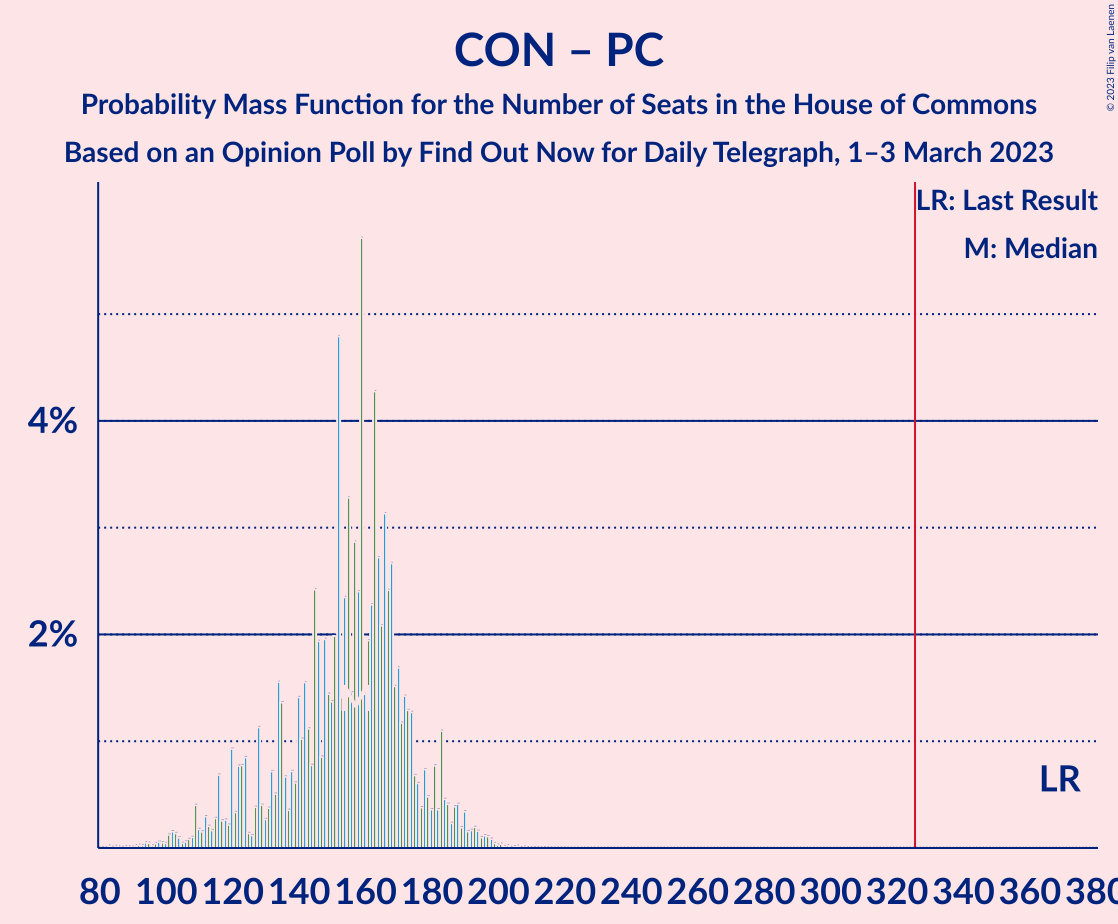 CON – PC
Probability Mass Function for the Number of Seats in the House of Commons
Based on an Opinion Poll by Find Out Now for Daily Telegraph, 1–3 March 2023
© 2023 Filip van Laenen
LR: Last Result
M: Median
4%
2%
M
LR
80 100 120 140 160 180 200 220 240 260 280 300 320 340 360 380